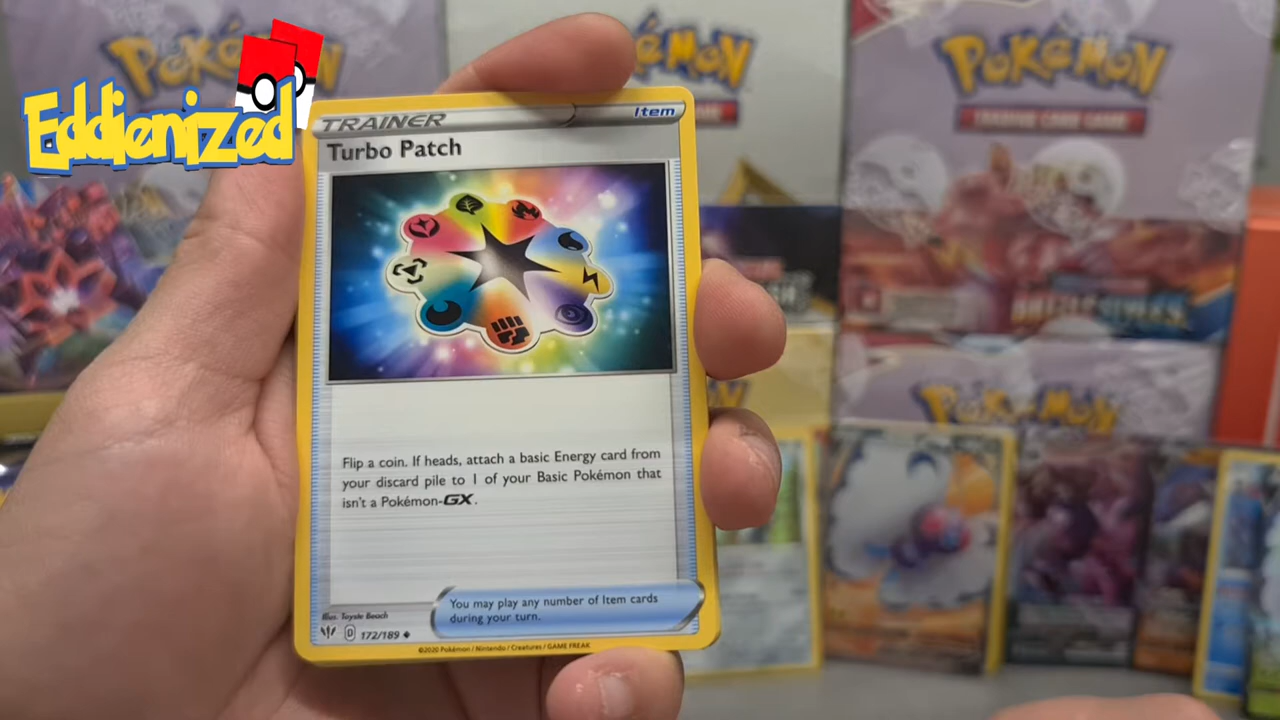 Eddienized
TRAINER
Item
Turbo Patch
Flip a coin. If heads, attach a basic Energy card from
your discard pile to 1 of your Basic Pokémon that
isn't a Pokémon-GX.
You may play any number of Item cards
during your turn.
Illus. Toyste Beach
D 172/189
©2020 Pokémon / Nintendo / Creatures / GAME FREAK
POKÉMON
POKÉMON
TRADING CARD GAME
BATTLE STYLES
POKÉMON